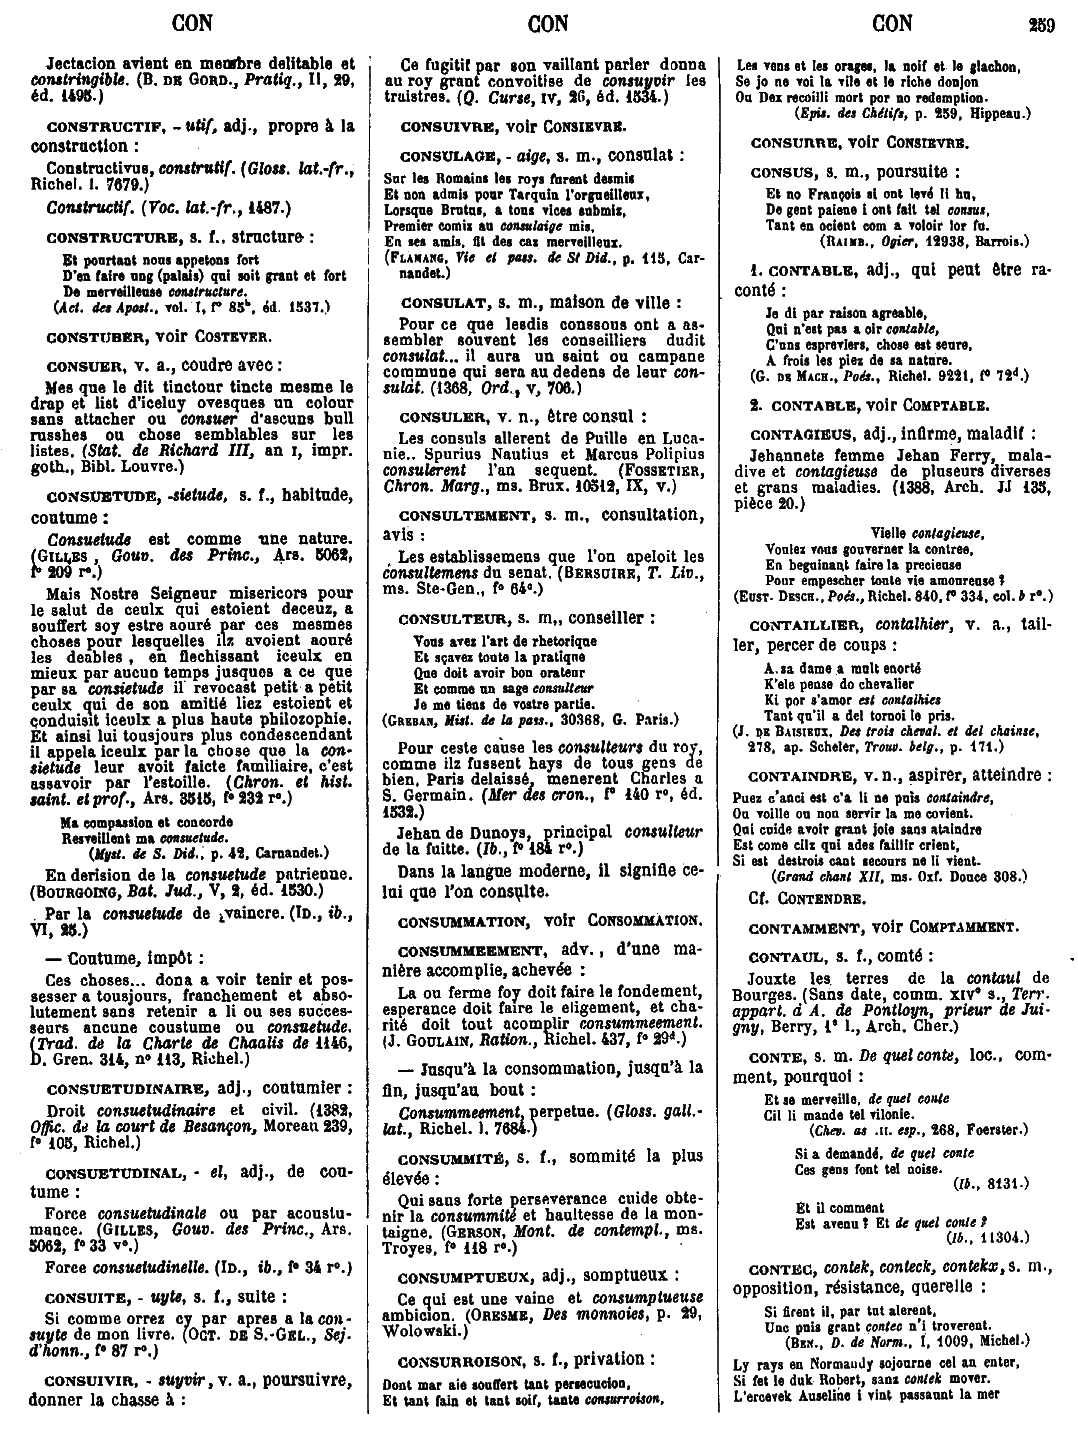 CON
CON
CON
259
Jectacion avient en membre delitable et
constringible. (B. DE GORD., Pratiq., II, 29,
éd. 1495.)
CONSTRUCTIF, - utif, adj., propre à la
construction :
Constructivus, construtif. (Gloss. lat.-fr.,
Richel. l. 7679.)
Constructif. (Voc. lat.-fr., 1487.)
CONSTRUCTURE, s. f., structure :
Et pourtant nous appetons fort
D'en faire ung (palais) qui soit grant et fort
De merveilleuse constructure.
(Act. des Apost., vol. I, f° 85b, éd. 1537.)
CONSTUBER, voir COSTEVER.
CONSUER, v. a., coudre avec :
Mes que le dit tinctour tincte mesme le
drap et list d'iceluy ovesques un colour
sans attacher ou consuer d'ascuns bull
russhes ou chose semblables sur les
listes. (Stat. de Richard III, an I, impr.
goth., Bibl. Louvre.)
CONSUETUDE, -sietude, s. f., habitude,
coutume :
Consuetude est comme une nature.
(GILLES, Gouv. des Princ., Ars. 5062,
f° 209 r°.)
Mais Nostre Seigneur misericors pour
le salut de ceulx qui estoient deceuz, a
souffert soy estre aouré par ces mesmes
choses pour lesquelles ilz avoient aouré
les deables, en flechissant iceulx en
mieux par aucun temps jusques a ce que
par sa consietude il revocast petit a petit
ceulx qui de son amitié liez estoient et
conduisit iceulx a plus haute philozophie.
Et ainsi lui tousjours plus condescendant
il appela iceulx par la chose que la con-
sietude leur avoit faicte familiaire, c'est
assavoir par l'estoille. (Chron. et hist.
saint. et prof., Ars. 3515, f° 232 r°.)
Ma compassion et concorde
Resveillent ma consuetude.
(Myst. de S. Did., p. 42, Carnandet.)
En derision de la consuetude patrienne.
(BOURGOING, Bat. Jud., V, 2, éd. 1530.)
Par la consuetude de vaincre. (ID., ib.,
VI, 25.)
— Coutume, impôt :
Ces choses... dona a voir tenir et pos-
sesser a tousjours, franchement et abso-
lutement sans retenir a li ou ses succes-
seurs ancune coustume ou consuetude.
(Trad. de la Charte de Chaalis de 1146,
D. Gren. 314, n° 113, Richel.)
CONSUETUDINAIRE, adj., coutumier :
Droit consuetudinaire et civil. (1382,
Offic. de la court de Besançon, Moreau 239,
f° 105, Richel.)
CONSUETUDINAL, - el, adj., de cou-
tume :
Force consuetudinale ou par acoustu-
mance. (GILLES, Gouv. des Princ., Ars.
5062, f° 33 v°.)
Force consuetudinelle. (ID., ib., f° 34 r°.)
CONSUITE, - uyte, s. f., suite :
Si comme orrez cy par apres a la con-
suyte de mon livre. (OCT. DE S.-GEL., Sej.
d'honn., f° 87 r°.)
CONSUIVIR, - suyvir, v. a., poursuivre,
donner la chasse à :
Ce fugitif par son vaillant parler donna
au roy grant convoitise de consuyvir les
truistres. (Q. Curse, IV, 26, éd. 1534.)
CONSUIVRE, voir CONSIEVRE.
CONSULAGE, - aige, s. m., consulat :
Sur les Romains les roys furent desmis
Et non admis pour Tarquin l'orgueilleux,
Lorsque Brutus, a tous vices submis,
Premier comis au consulaige mis,
En ses amis, fit des caz merveilleux.
(FLAMANG, Vie et pass. de St Did., p. 115, Car-
nandet.)
CONSULAT, s. m., maison de ville :
Pour ce que lesdis conssous ont a as-
sembler souvent les conseilliers dudit
consulat... il aura un saint ou campane
commune qui sera au dedens de leur con-
sulat. (1368, Ord., V, 706.)
CONSULER, v. n., être consul :
Les consuls allerent de Puille en Luca-
nie.. Spurius Nautius et Marcus Polipius
consulerent l'an sequent. (FOSSETIER,
Chron. Marg., ms. Brux. 10512, IX, v.)
CONSULTEMENT, s. m., consultation,
avis :
Les establissemens que l'on apeloit les
consultemens du senat. (BERSUIRE, T. Liv.,
ms. Ste-Gen., f° 64°.)
CONSULTEUR, s. m,, conseiller :
Vous avez l'art de rhetorique
Et sçavez toute la pratique
Que doit avoir bon orateur
Et comme un sage consulteur
Je me tiens de vostre partie.
(GREBAN, Mist. de la pass., 30368, G. Paris.)
Pour ceste cause les consulteurs du roy,
comme ilz fussent hays de tous gens de
bien, Paris delaissé, menerent Charles a
S. Germain. (Mer des cron., f° 140 r°, éd.
1532.)
Jehan de Dunoys, principal consulteur
de la fuitte. (Ib., f° 184 r°.)
Dans la langue moderne, il signifie ce-
lui que l'on consulte.
CONSUMMATION, voir CONSOMMATION.
CONSUMMEEMENT, adv., d'une ma-
nière accomplie, achevée :
La ou ferme foy doit faire le fondement,
esperance doit faire le eligement, et cha-
rité doit tout acomplir consummeement.
(J. GOULAIN, Ration., Richel. 437, f° 29d.)
— Jusqu'à la consommation, jusqu'à la
fin, jusqu'au bout :
Consummeement, perpetue. (Gloss. gall.-
lat., Richel. l. 7684.)
CONSUMMITÉ, s. f., sommité la plus
élevée :
Qui sans forte perseverance cuide obte-
nir la consummité et haultesse de la mon-
taigne. (GERSON, Mont. de contempl., ms.
Troyes, f° 118 r°.)
CONSUMPTUEUX, adj., somptueux :
Ce qui est une vaine et consumptueuse
ambicion. (ORESME, Des monnoies, p. 29,
Wolowski.)
CONSURROISON, s. f., privation :
Dont mar aie souffert tant persecucion,
Et tant fain et tant soif, tante consurroison,
Les vens et les orages, la noif et le glachon,
Se jo ne voi la vile et le riche donjon
Ou Dex recoilli mort por no redemption.
(Epis. des Chétifs, p. 259, Hippeau.)
CONSURRE, voir CONSIEVRE.
CONSUS, s. m., poursuite :
Et no François si ont levé li hu,
De gent paiene i ont fait tel consus,
Tant en ocient com a voloir lor fu.
(RAIMB., Ogier, 12938, Barrois.)
1. CONTABLE, adj., qui peut être ra-
conté :
Je di par raison agreable,
Qui n'est pas a oir contable,
C'uns espreviers, chose est seure,
A frois les piez de sa nature.
(G. DE MACH., Poés., Richel. 9221, f° 72d.)
2. CONTABLE, voir COMPTABLE.
CONTAGIEUS, adj., infirme, maladif :
Jehannete femme Jehan Ferry, mala-
dive et contagieuse de pluseurs diverses
et grans maladies. (1388, Arch. JJ 135,
pièce 20.)
Vielle contagieuse,
Voulez vous gouverner la contree,
En beguinant faire la precieuse
Pour empescher toute vie amoureuse ?
(EUST. DESCH., Poés., Richel. 840, f° 334, col. b r°.)
CONTAILLIER, contalhier, v. a., tail-
ler, percer de coups :
A sa dame a mult enorté
K'ele pense do chevalier
Ki por s'amor est contalhies
Tant qu'il a del tornoi le pris.
(J. DE BAISIEUX, Des trois cheval. et del chainse,
278, ap. Scheler, Trouv. belg., p. 171.)
CONTAINDRE, v. n., aspirer, atteindre :
Puez c'anci est c'a li ne puis containdre,
Ou voille ou non servir la me covient.
Qui cuide avoir grant joie sans ataindre
Est come cilz qui ades faillir crient,
Si est destrois cant secours ne li vient.
(Grand chant XII, ms. Oxf. Douce 308.)
Cf. CONTENDRE.
CONTAMMENT, voir COMPTAMMENT.
CONTAUL, s. f., comté :
Jouxte les terres de la contaul de
Bourges. (Sans date, comm. XIV° s., Terr.
appart. à A. de Pontloyn, prieur de Jui-
gny, Berry, 1° l., Arch. Cher.)
CONTE, s. m. De quel conte, loc., com-
ment, pourquoi :
Et se merveille, de quel conte
Cil li mande tel vilonie.
(Chev. as .II. esp., 268, Foerster.)
Si a demandé, de quel conte
Ces gens font tel noise.
(Ib., 8131.)
Et il comment
Est avenu ? Et de quel conte ?
(Ib., 11304.)
CONTEC, contek, conteck, contekx, s. m.,
opposition, résistance, querelle :
Si firent il, par tut alerent,
Unc puis grant contec n'i troverent.
(BEN., D. de Norm., I, 1009, Michel.)
Ly rays en Normandy sojourne cel an enter,
Si fet le duk Robert, sanz contek mover.
L'ercevek Anseline i vint passaunt la mer